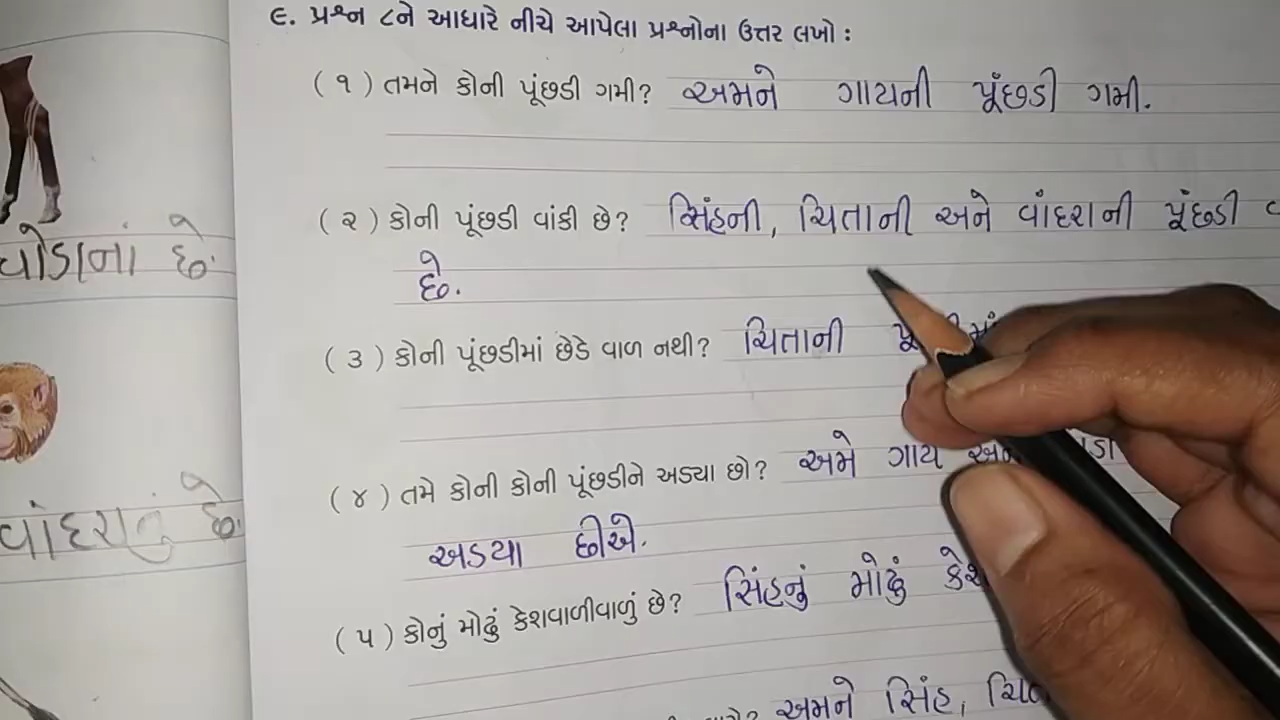 ૯. પ્રશ્ન ૮ને આધારે નીચે આપેલા પ્રશ્નોના ઉત્તર લખો :
( ૧ ) તમને કોની પૂંછડી ગમી? અમને ગાયની પૂંછડી ગમી.
( ૨ ) કોની પૂંછડી વાંકી છે? સિંહની, ચિતાની અને વાંદરાની પૂંછડી
છે.
( ૩ ) કોની પૂંછડીમાં છેડે વાળ નથી? ચિતાની
( ૪ ) તમે કોની કોની પૂંછડીને અડ્યા છો? અમે ગાય
અડયા છીએ.
( ૫ ) કોનું મોઢું કેશવાળીવાળું છે? સિંહનું મોઢું
અમને સિંહ,
ઘોડાનાં છે.
વાંદરાનું છે.